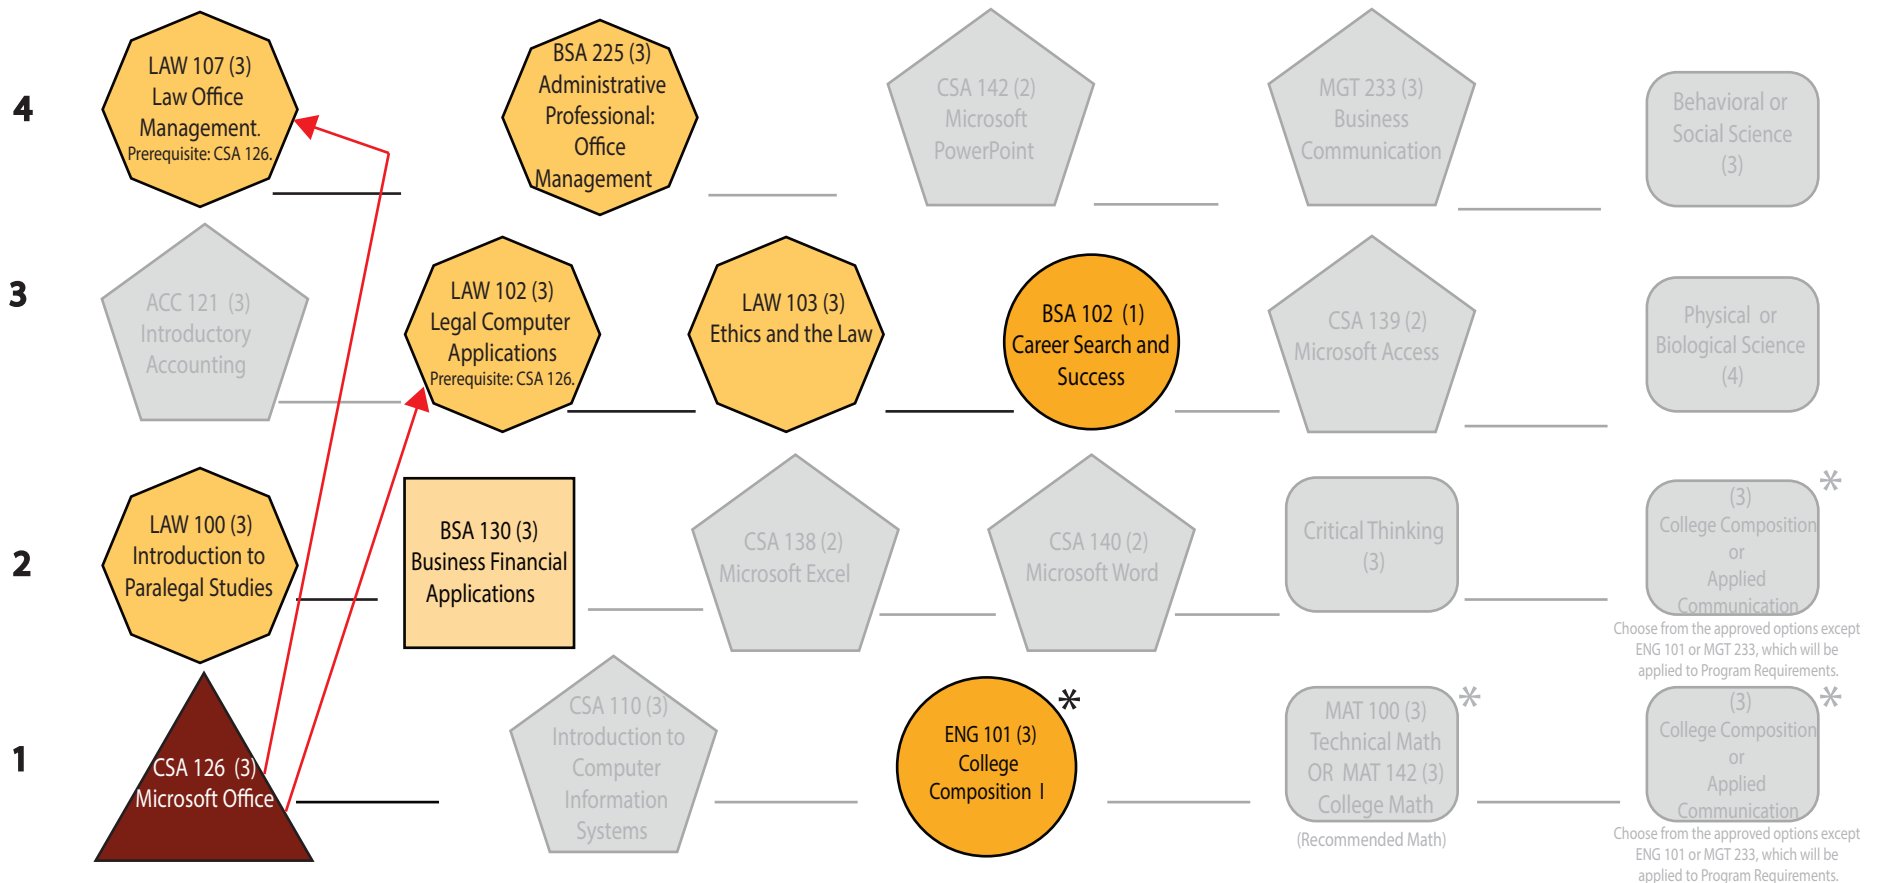 4
LAW 107 (3)
Law Office
Management.
Prerequisite: CSA 126.
BSA 225 (3)
Administrative
Professional:
Office
Management
CSA 142 (2)
Microsoft
PowerPoint
MGT 233 (3)
Business
Communication
Behavioral or
Social Science
(3)
3
ACC 121 (3)
Introductory
Accounting
LAW 102 (3)
Legal Computer
Applications
Prerequisite: CSA 126.
LAW 103 (3)
Ethics and the Law
BSA 102 (1)
Career Search and
Success
CSA 139 (2)
Microsoft Access
Physical or
Biological Science
(4)
2
LAW 100 (3)
Introduction to
Paralegal Studies
BSA 130 (3)
Business Financial
Applications
CSA 138 (2)
Microsoft Excel
CSA 140 (2)
Microsoft Word
Critical Thinking
(3)
*
(3)
College Composition
or
Applied
Communication
Choose from the approved options except
ENG 101 or MGT 233, which will be
applied to Program Requirements.
1
CSA 126 (3)
Microsoft Office
CSA 110 (3)
Introduction to
Computer
Information
Systems
*
ENG 101 (3)
College
Composition I
*
MAT 100 (3)
Technical Math
OR MAT 142 (3)
College Math
(Recommended Math)
*
(3)
College Composition
or
Applied
Communication
Choose from the approved options except
ENG 101 or MGT 233, which will be
applied to Program Requirements.